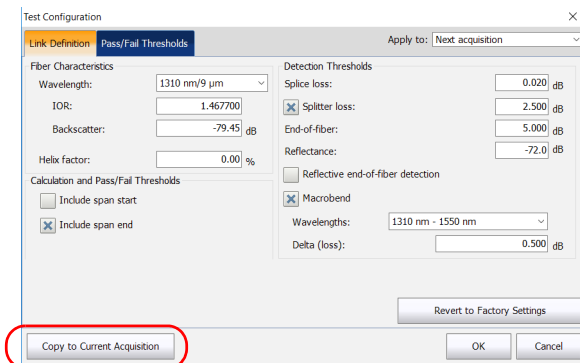 Test Configuration
Link Definition Pass/Fail Thresholds Apply to: Next acquisition
Fiber Characteristics
Wavelength: 1310 nm/9 µm
IOR: 1.467700
Backscatter: -79.45 dB
Helix factor: 0.00 %
Calculation and Pass/Fail Thresholds
Include span start
Include span end
Detection Thresholds
Splice loss: 0.020 dB
Splitter loss: 2.500 dB
End-of-fiber: 5.000 dB
Reflectance: -72.0 dB
Reflective end-of-fiber detection
Macrobend
Wavelengths: 1310 nm - 1550 nm
Delta (loss): 0.500 dB
Revert to Factory Settings
Copy to Current Acquisition OK Cancel